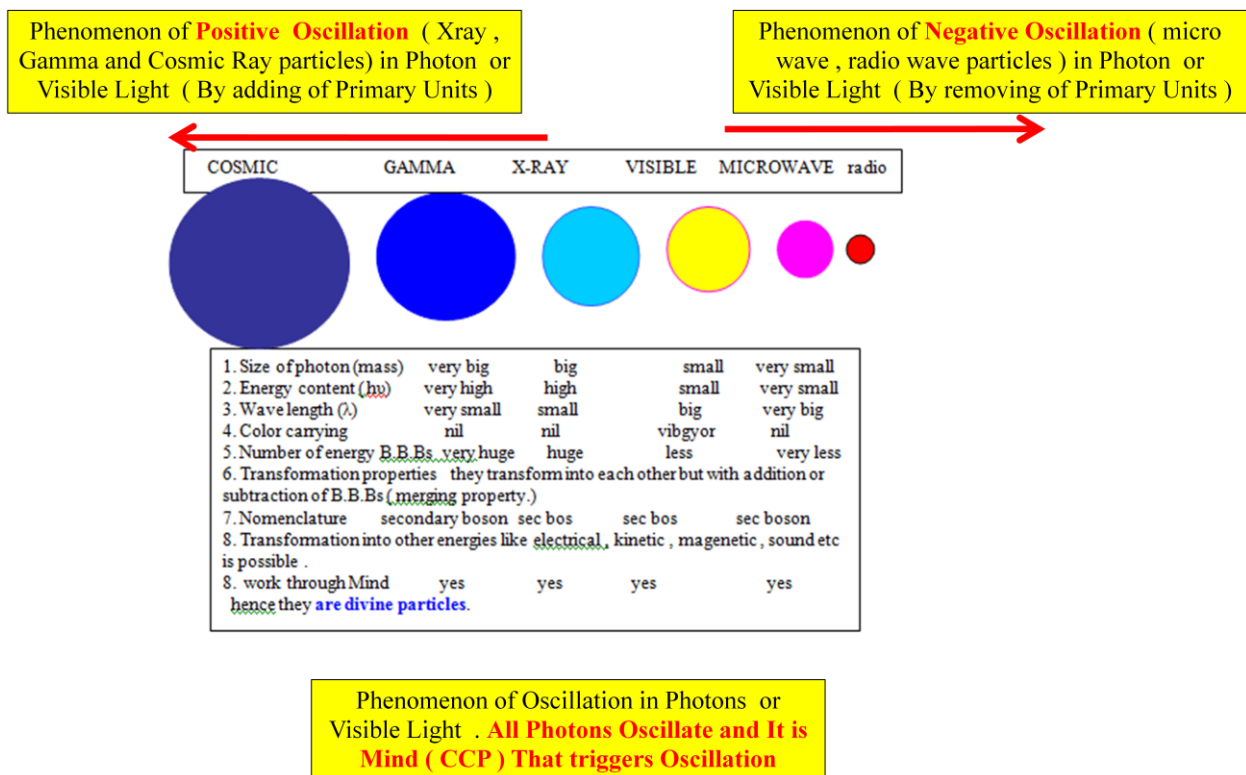 Phenomenon of Positive Oscillation ( Xray ,
Gamma and Cosmic Ray particles) in Photon or
Visible Light ( By adding of Primary Units )
Phenomenon of Negative Oscillation ( micro
wave , radio wave particles ) in Photon or
Visible Light ( By removing of Primary Units )
COSMIC GAMMA X-RAY VISIBLE MICROWAVE radio
1. Size of photon (mass) very big big small very small
2. Energy content (hυ) very high high small very small
3. Wave length (λ) very small small big very big
4. Color carrying nil nil vibgyor nil
5. Number of energy B.B.Bs very huge huge less very less
6. Transformation properties they transform into each other but with addition or
subtraction of B.B.Bs ( merging property.)
7. Nomenclature secondary boson sec bos sec bos sec boson
8. Transformation into other energies like electrical , kinetic , magenetic , sound etc
is possible .
8. work through Mind yes yes yes yes
hence they are divine particles.
Phenomenon of Oscillation in Photons or
Visible Light . All Photons Oscillate and It is
Mind ( CCP ) That triggers Oscillation